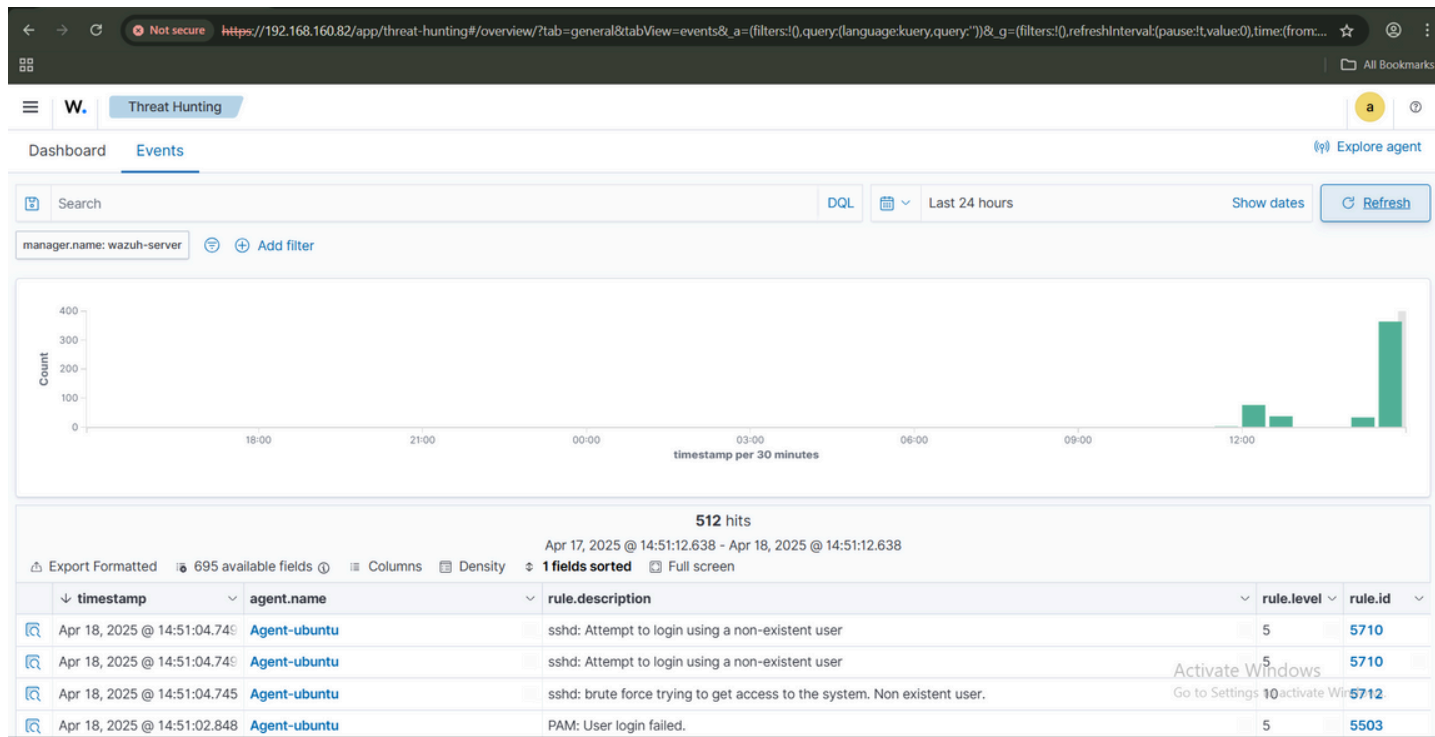 Not secure https://192.168.160.82/app/threat-hunting#/overview/?tab=general&tabView=events&_a=(filters:!(),query:(language:kuery,query:''))&_g=(filters:!(),refreshInterval:(pause:!t,value:0),time:(from:...
All Bookmarks
W. Threat Hunting a
Dashboard Events Explore agent
Search DQL Last 24 hours Show dates Refresh
manager.name: wazuh-server Add filter
400
300
200
100
0
Count
18:00 21:00 00:00 03:00 06:00 09:00 12:00
timestamp per 30 minutes
512 hits
Apr 17, 2025 @ 14:51:12.638 - Apr 18, 2025 @ 14:51:12.638
Export Formatted 695 available fields Columns Density 1 fields sorted Full screen
timestamp agent.name rule.description rule.level rule.id
Apr 18, 2025 @ 14:51:04.749 Agent-ubuntu sshd: Attempt to login using a non-existent user 5 5710
Apr 18, 2025 @ 14:51:04.749 Agent-ubuntu sshd: Attempt to login using a non-existent user 5 5710
Activate Windows
Apr 18, 2025 @ 14:51:04.745 Agent-ubuntu sshd: brute force trying to get access to the system. Non existent user. 10 5712
Go to Settings to activate Windows.
Apr 18, 2025 @ 14:51:02.848 Agent-ubuntu PAM: User login failed. 5 5503